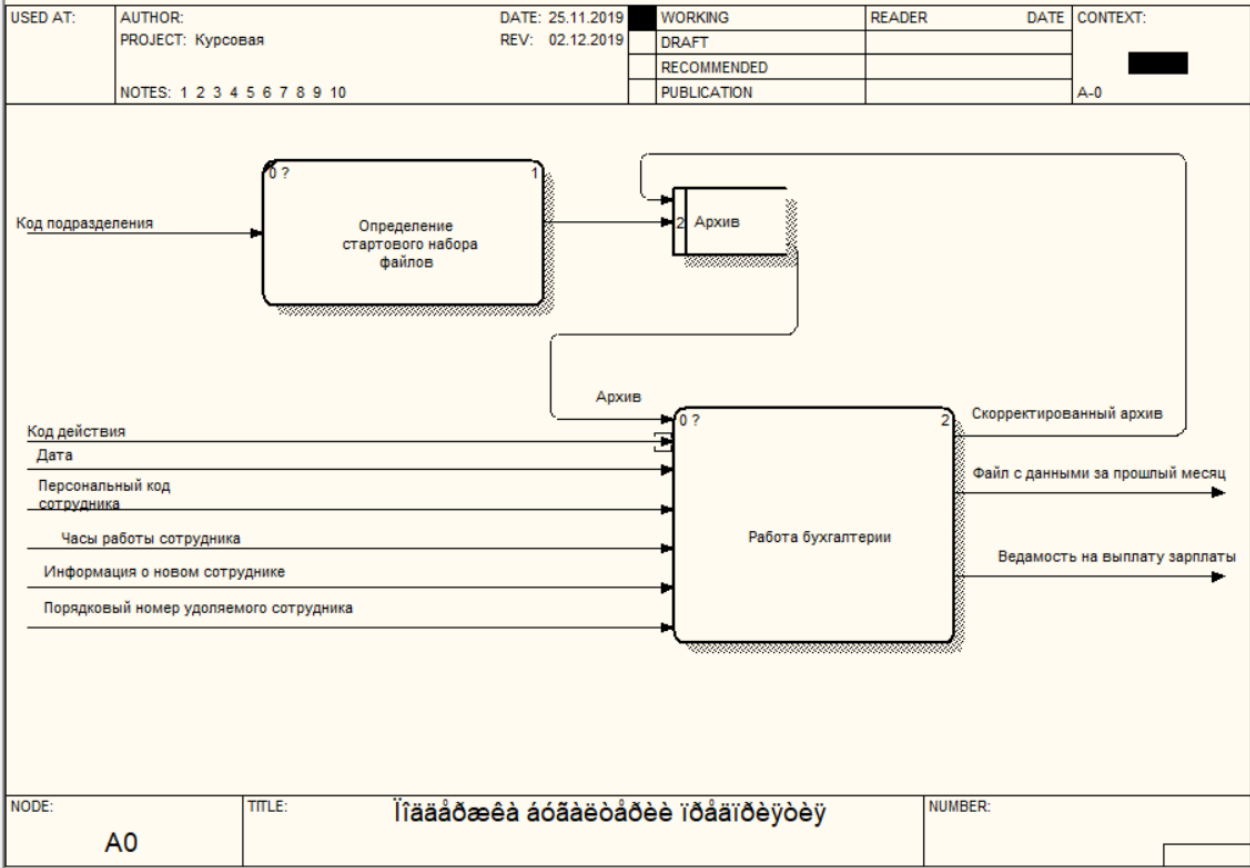 USED AT:
AUTHOR:
DATE: 25.11.2019
PROJECT: Курсовая
REV: 02.12.2019
NOTES: 1 2 3 4 5 6 7 8 9 10
WORKING
DRAFT
RECOMMENDED
PUBLICATION
READER
DATE
CONTEXT:
A-0
0 ?
1
Код подразделения
Определение
стартового набора
файлов
2
Архив
Архив
0 ?
2
Скорректированный архив
Код действия
Дата
Файл с данными за прошлый месяц
Персональный код
сотрудника
Часы работы сотрудника
Работа бухгалтерии
Ведамость на выплату зарплаты
Информация о новом сотруднике
Порядковый номер удоляемого сотрудника
NODE:
A0
TITLE:
Ïîääåðæêà áóãàëòåðèè ïðåäïðèÿòèÿ
NUMBER: